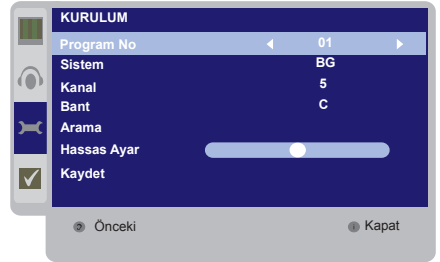 KURULUM
Program No 01
Sistem BG
Kanal 5
Bant C
Arama
Hassas Ayar
Kaydet
Önceki Kapat